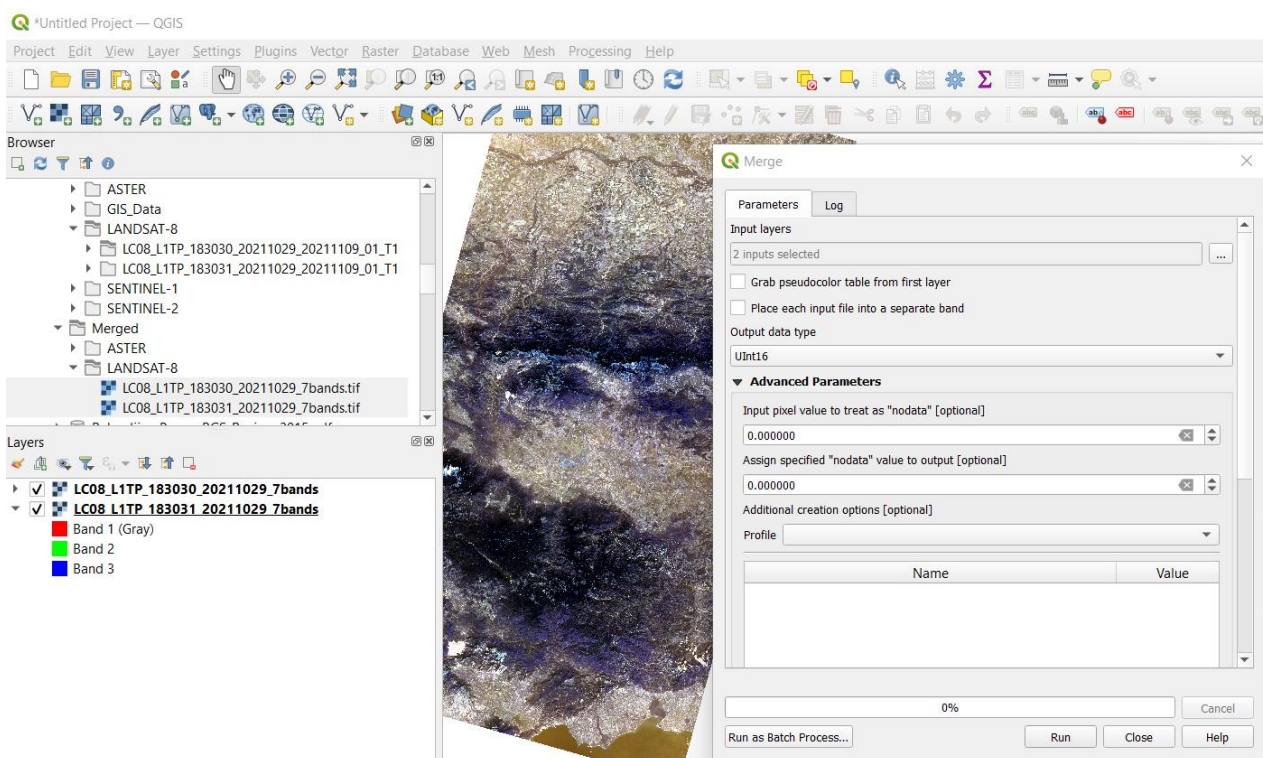 *Untitled Project — QGIS
Project Edit View Layer Settings Plugins Vector Raster Database Web Mesh Processing Help
Browser
ASTER
GIS_Data
LANDSAT-8
LC08_L1TP_183030_20211029_20211109_01_T1
LC08_L1TP_183031_20211029_20211109_01_T1
SENTINEL-1
SENTINEL-2
Merged
ASTER
LANDSAT-8
LC08_L1TP_183030_20211029_7bands.tif
LC08_L1TP_183031_20211029_7bands.tif
Layers
LC08_L1TP_183030_20211029_7bands
LC08_L1TP_183031_20211029_7bands
Band 1 (Gray)
Band 2
Band 3
Merge
Parameters Log
Input layers
2 inputs selected
...
Grab pseudocolor table from first layer
Place each input file into a separate band
Output data type
UInt16
Advanced Parameters
Input pixel value to treat as "nodata" [optional]
0.000000
Assign specified "nodata" value to output [optional]
0.000000
Additional creation options [optional]
Profile
Name Value
0%
Cancel
Run as Batch Process... Run Close Help